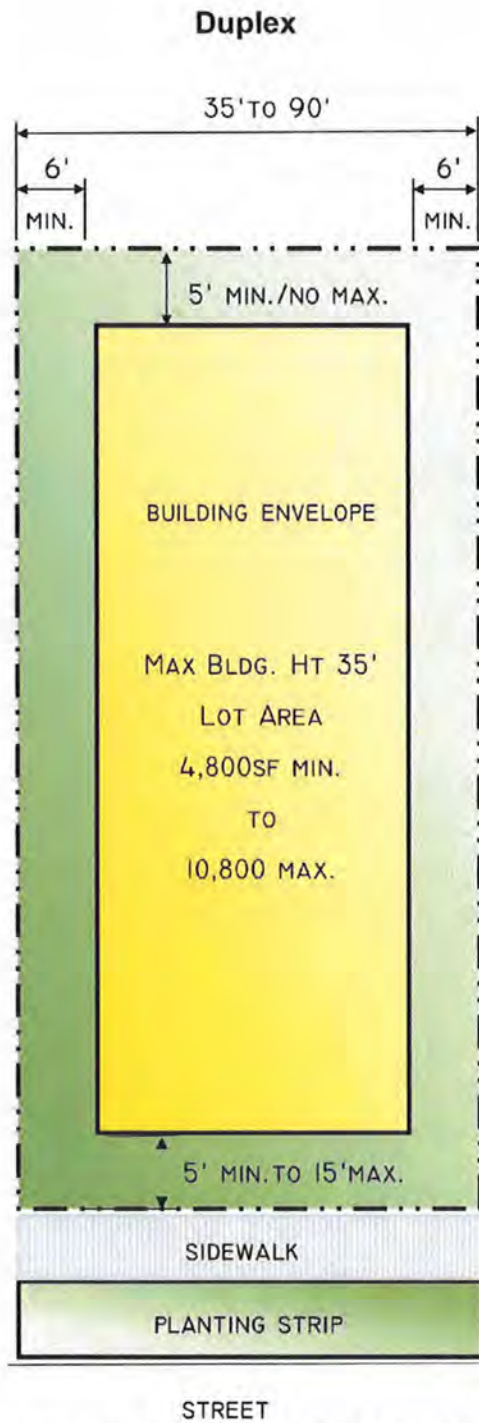 Duplex
35'TO 90'
6' 6'
MIN. MIN.
5' MIN./NO MAX.
BUILDING ENVELOPE
MAX BLDG. HT 35'
LOT AREA
4,800SF MIN.
TO
10,800 MAX.
5' MIN.TO 15'MAX.
SIDEWALK
PLANTING STRIP
STREET